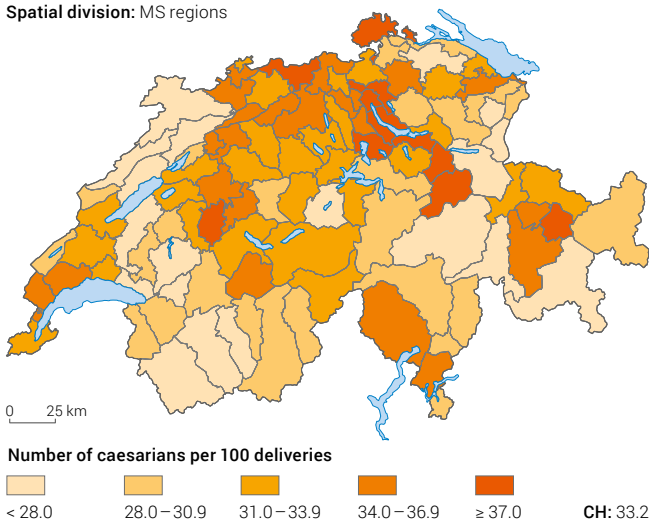 Spatial division: MS regions
0 25 km
Number of caesarians per 100 deliveries
< 28.0 28.0 – 30.9 31.0 – 33.9 34.0 – 36.9 ≥ 37.0 CH: 33.2